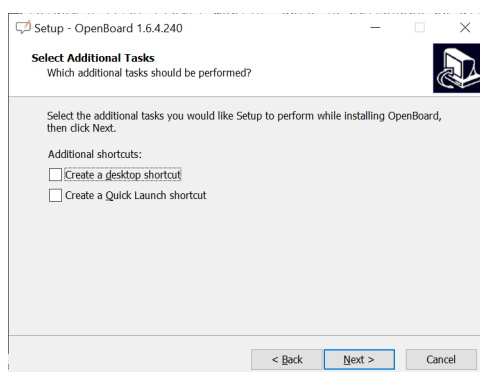 Setup - OpenBoard 1.6.4.240
Select Additional Tasks
Which additional tasks should be performed?
Select the additional tasks you would like Setup to perform while installing OpenBoard,
then click Next.
Additional shortcuts:
Create a desktop shortcut
Create a Quick Launch shortcut
< Back
Next >
Cancel